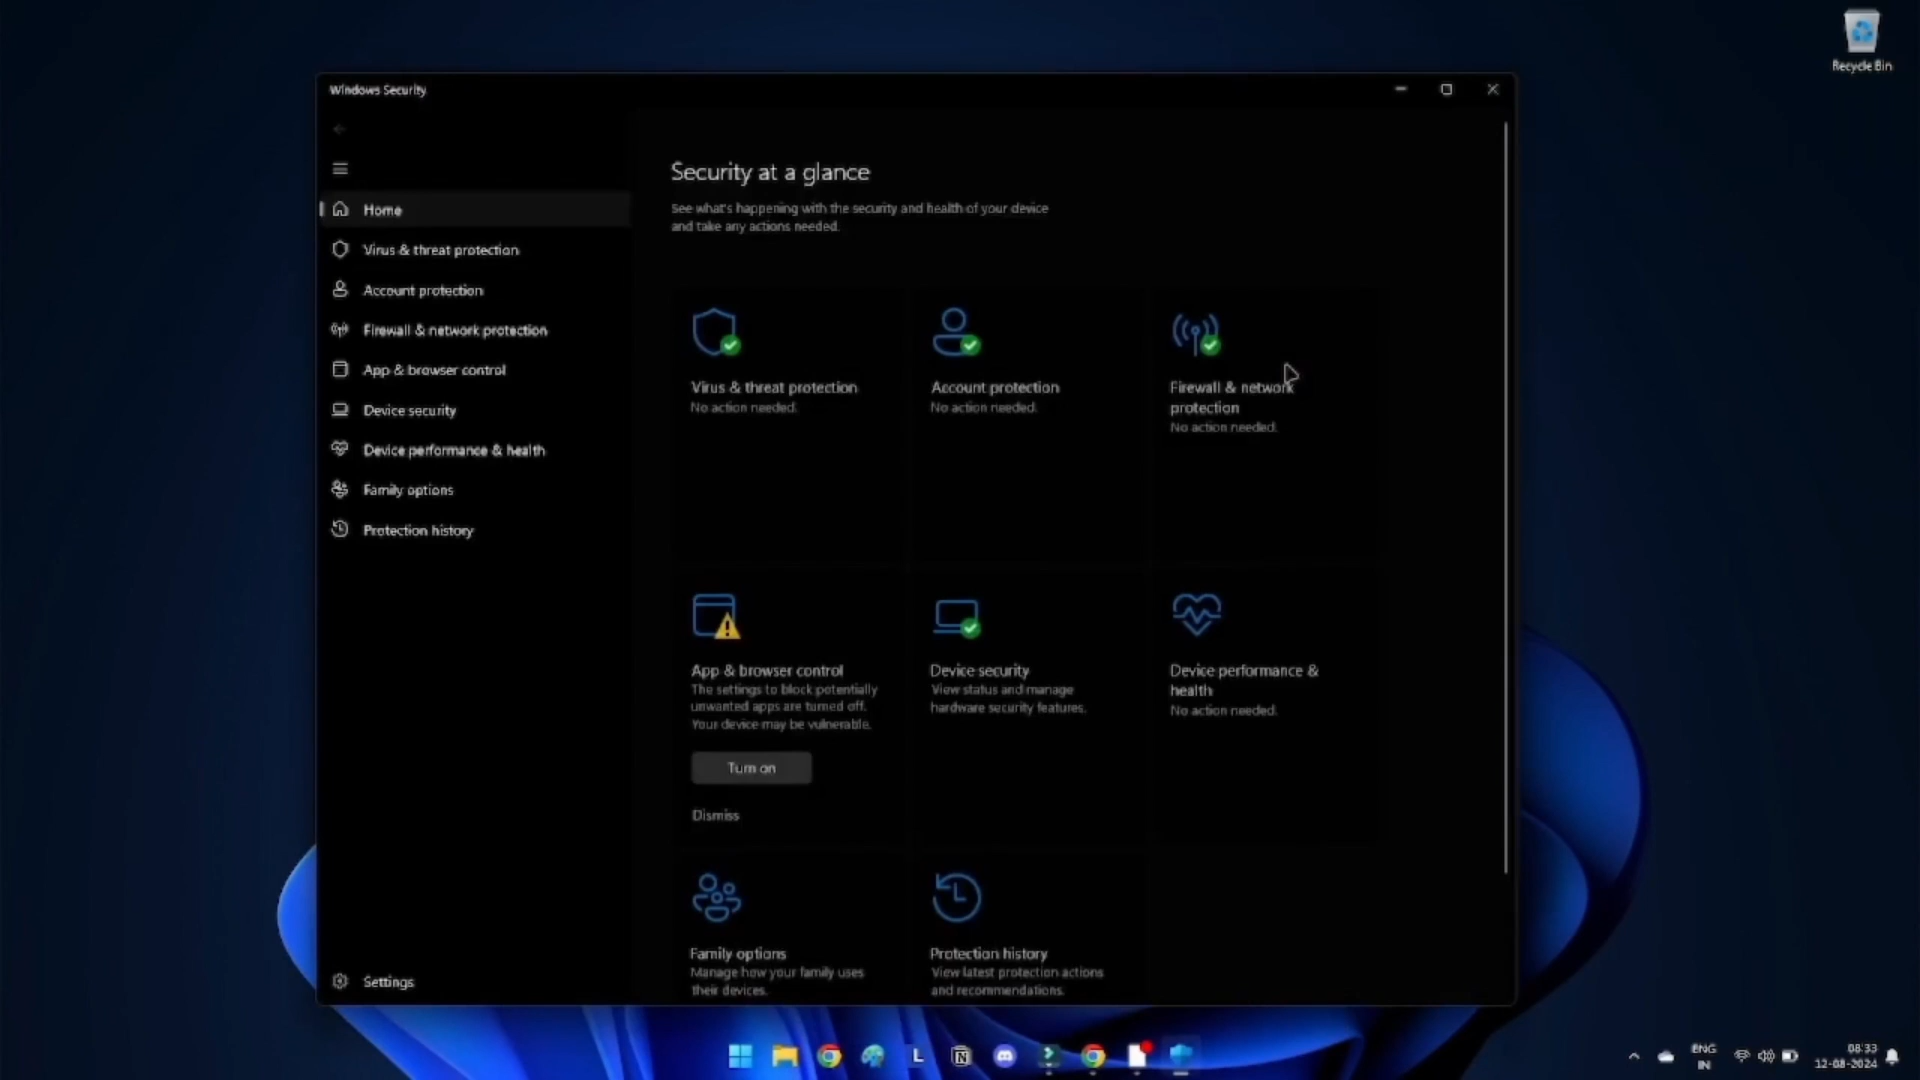 Recycle Bin
Windows Security
Home
Virus & threat protection
Account protection
Firewall & network protection
App & browser control
Device security
Device performance & health
Family options
Protection history
Settings
Security at a glance
See what's happening with the security and health of your device
and take any actions needed.
Virus & threat protection
No action needed.
Account protection
No action needed.
Firewall & network
protection
No action needed.
App & browser control
The settings to block potentially
unwanted apps are turned off.
Your device may be vulnerable.
Turn on
Dismiss
Device security
View status and manage
hardware security features.
Device performance &
health
No action needed.
Family options
Manage how your family uses
their devices.
Protection history
View latest protection actions
and recommendations.
L
N
ENG
IN
08:33
12-08-2024